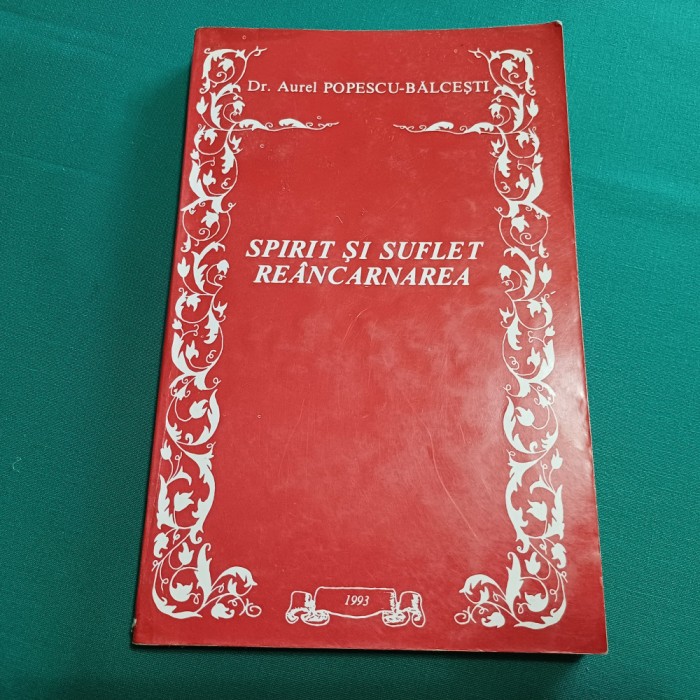 Dr. Aurel POPESCU-BĂLCEȘTI
SPIRIT ȘI SUFLET
REÂNCARNAREA
1993